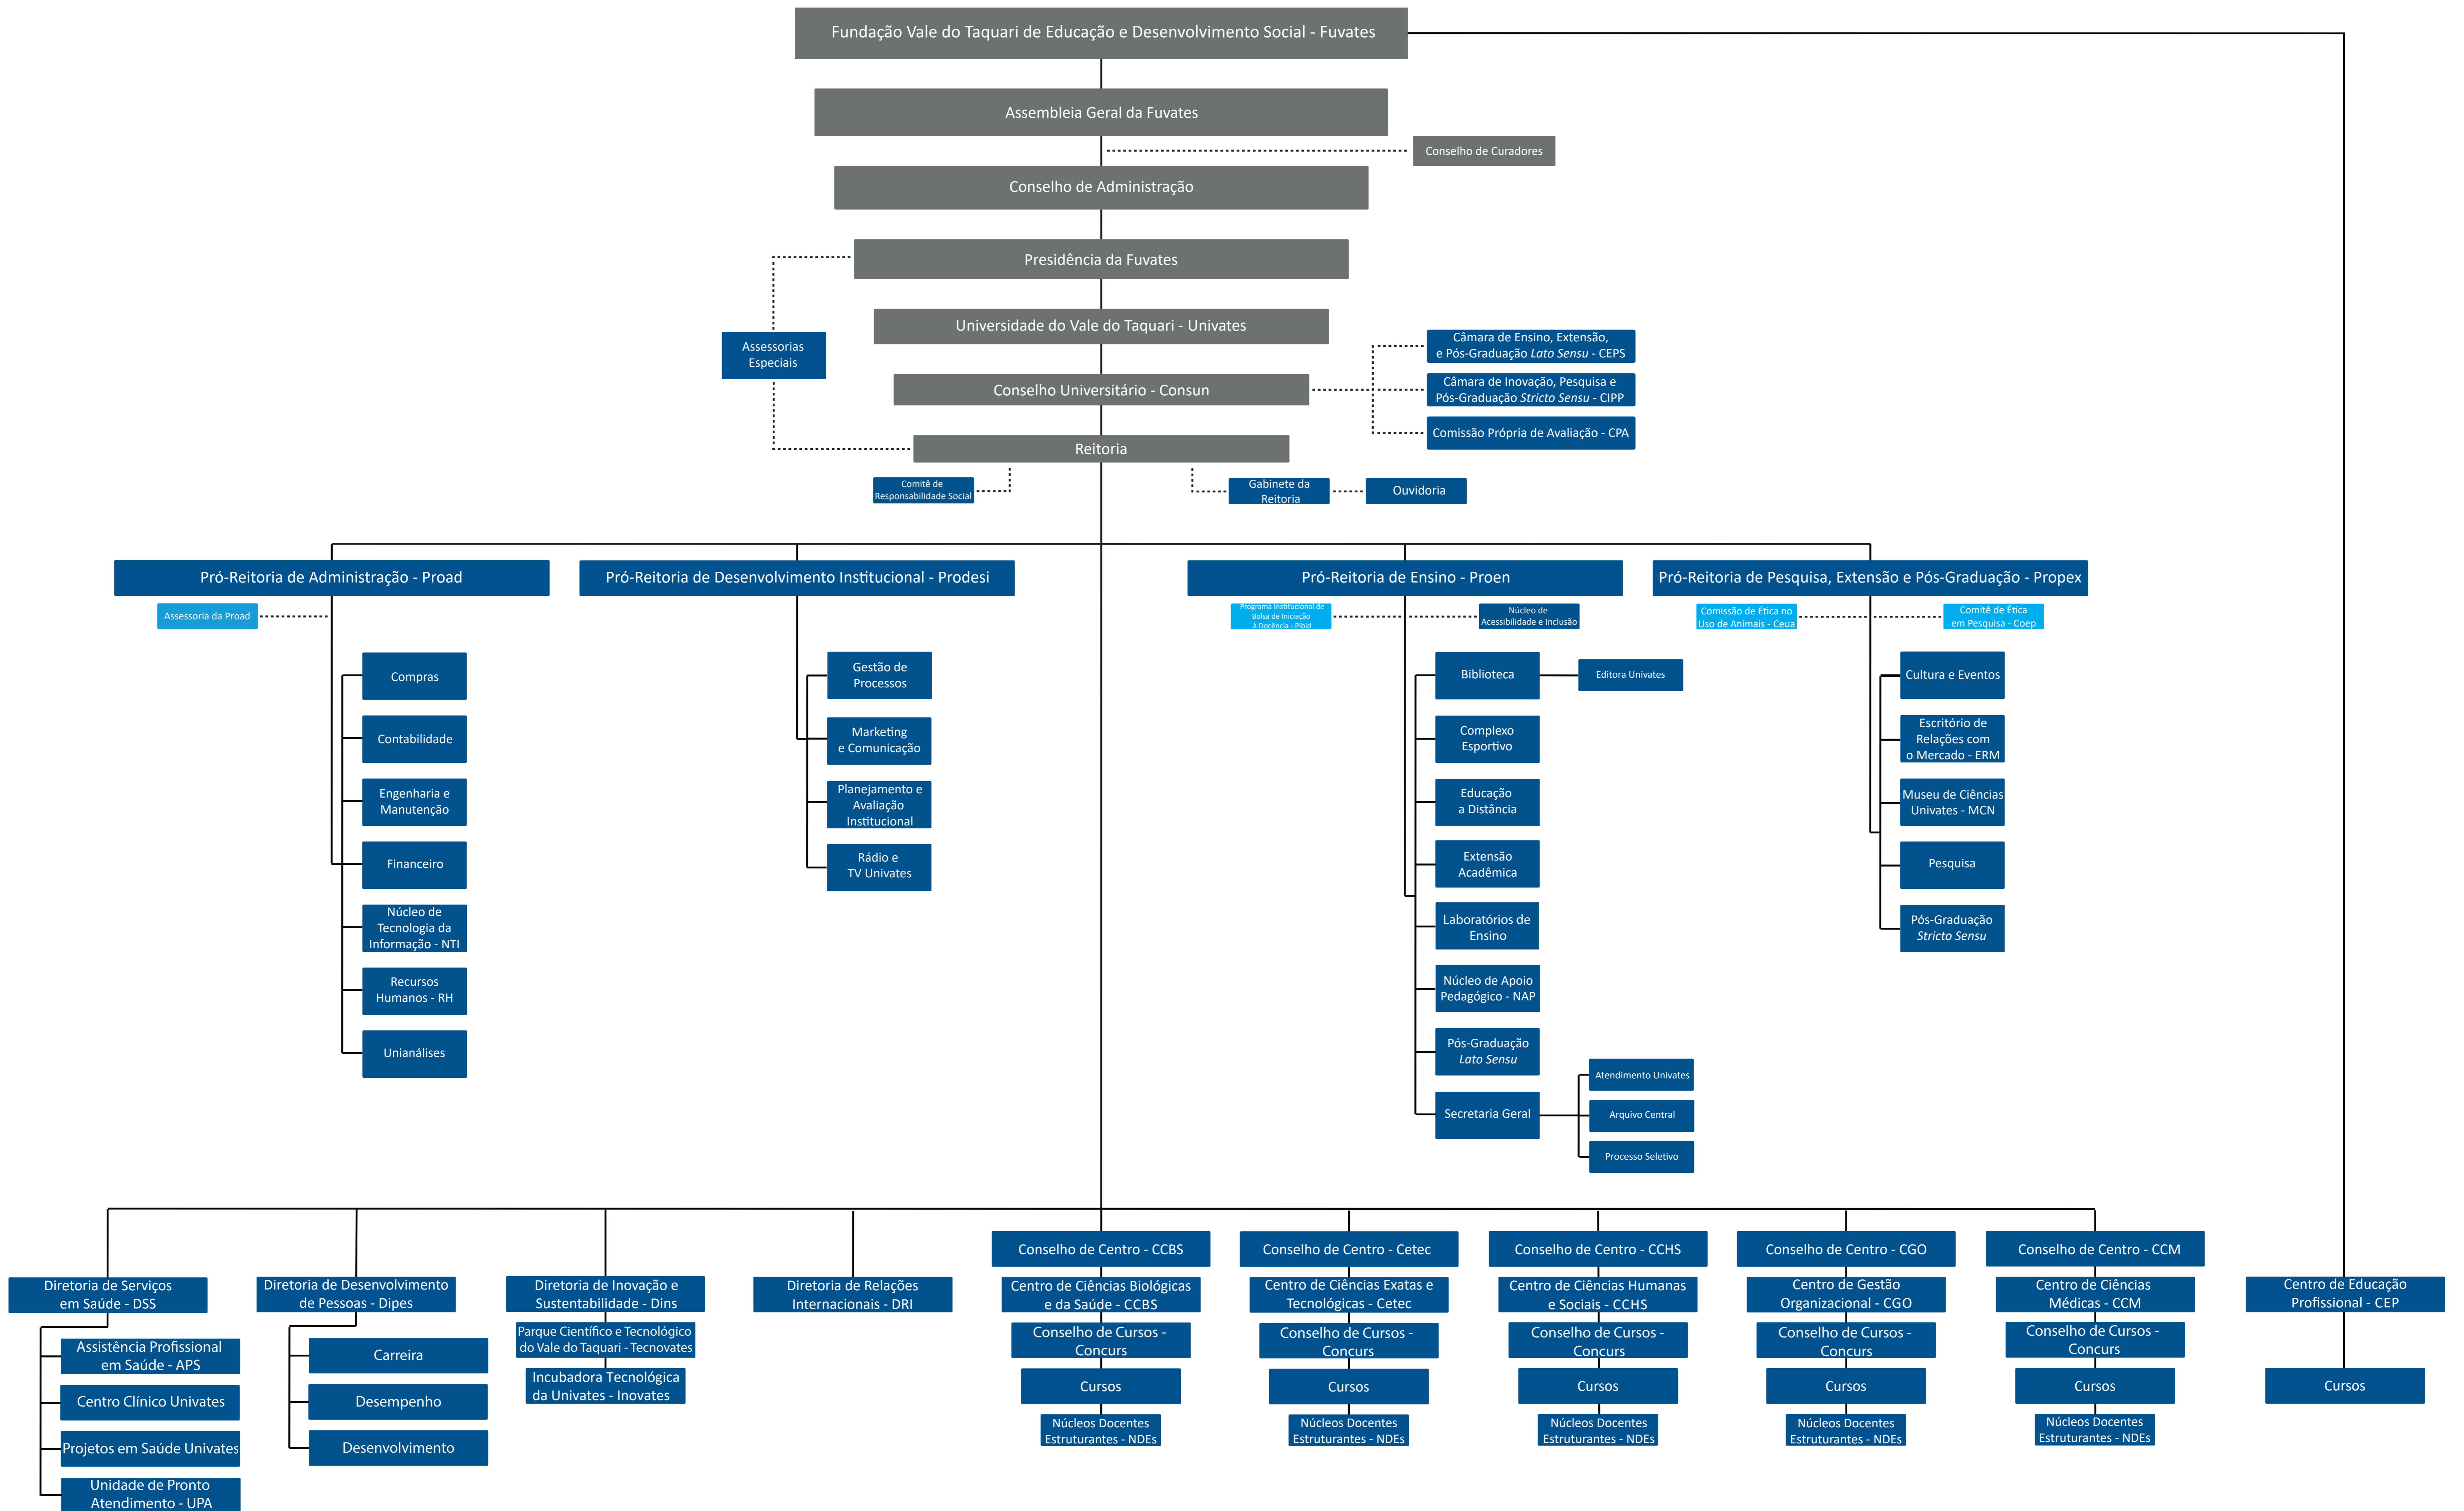 Fundação Vale do Taquari de Educação e Desenvolvimento Social - Fuvates
Assembleia Geral da Fuvates
Conselho de Curadores
Conselho de Administração
Presidência da Fuvates
Universidade do Vale do Taquari - Univates
Assessorias
Especiais
Câmara de Ensino, Extensão,
e Pós-Graduação Lato Sensu - CEPS
Conselho Universitário - Consun
Câmara de Inovação, Pesquisa e
Pós-Graduação Stricto Sensu - CIPP
Comissão Própria de Avaliação - CPA
Reitoria
Comitê de
Responsabilidade Social
Gabinete da
Reitoria
Ouvidoria
Pró-Reitoria de Administração - Proad
Assessoria da Proad
Compras
Contabilidade
Engenharia e
Manutenção
Financeiro
Núcleo de
Tecnologia da
Informação - NTI
Recursos
Humanos - RH
Unianálises
Pró-Reitoria de Desenvolvimento Institucional - Prodesi
Gestão de
Processos
Marketing
e Comunicação
Planejamento e
Avaliação
Institucional
Rádio e
TV Univates
Pró-Reitoria de Ensino - Proen
Programa Institucional de
Bolsa de Iniciação
à Docência - Pibid
Núcleo de
Acessibilidade e Inclusão
Biblioteca
Editora Univates
Complexo
Esportivo
Educação
a Distância
Extensão
Acadêmica
Laboratórios de
Ensino
Núcleo de Apoio
Pedagógico - NAP
Pós-Graduação
Lato Sensu
Secretaria Geral
Atendimento Univates
Arquivo Central
Processo Seletivo
Pró-Reitoria de Pesquisa, Extensão e Pós-Graduação - Propex
Comissão de Ética no
Uso de Animais - Ceua
Comitê de Ética
em Pesquisa - Coep
Cultura e Eventos
Escritório de
Relações com
o Mercado - ERM
Museu de Ciências
Univates - MCN
Pesquisa
Pós-Graduação
Stricto Sensu
Diretoria de Serviços
em Saúde - DSS
Assistência Profissional
em Saúde - APS
Centro Clínico Univates
Projetos em Saúde Univates
Unidade de Pronto
Atendimento - UPA
Diretoria de Desenvolvimento
de Pessoas - Dipes
Carreira
Desempenho
Desenvolvimento
Diretoria de Inovação e
Sustentabilidade - Dins
Parque Científico e Tecnológico
do Vale do Taquari - Tecnovates
Incubadora Tecnológica
da Univates - Inovates
Diretoria de Relações
Internacionais - DRI
Conselho de Centro - CCBS
Centro de Ciências Biológicas
e da Saúde - CCBS
Conselho de Cursos -
Concurs
Cursos
Núcleos Docentes
Estruturantes - NDEs
Conselho de Centro - Cetec
Centro de Ciências Exatas e
Tecnológicas - Cetec
Conselho de Cursos -
Concurs
Cursos
Núcleos Docentes
Estruturantes - NDEs
Conselho de Centro - CCHS
Centro de Ciências Humanas
e Sociais - CCHS
Conselho de Cursos -
Concurs
Cursos
Núcleos Docentes
Estruturantes - NDEs
Conselho de Centro - CGO
Centro de Gestão
Organizacional - CGO
Conselho de Cursos -
Concurs
Cursos
Núcleos Docentes
Estruturantes - NDEs
Conselho de Centro - CCM
Centro de Ciências
Médicas - CCM
Conselho de Cursos -
Concurs
Cursos
Núcleos Docentes
Estruturantes - NDEs
Centro de Educação
Profissional - CEP
Cursos